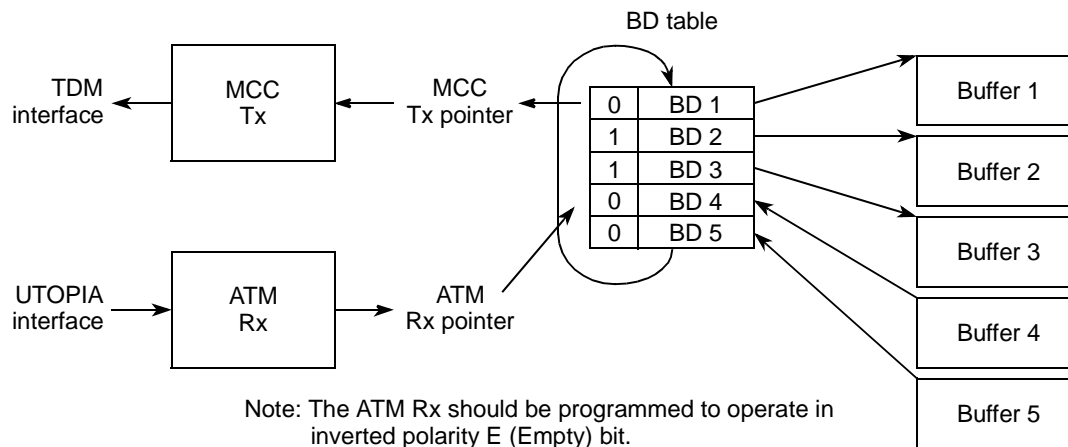 BD table
TDM
interface
MCC
Tx
MCC
Tx pointer
0 BD 1
1 BD 2
1 BD 3
0 BD 4
0 BD 5
Buffer 1
Buffer 2
Buffer 3
Buffer 4
Buffer 5
UTOPIA
interface
ATM
Rx
ATM
Rx pointer
Note: The ATM Rx should be programmed to operate in
inverted polarity E (Empty) bit.